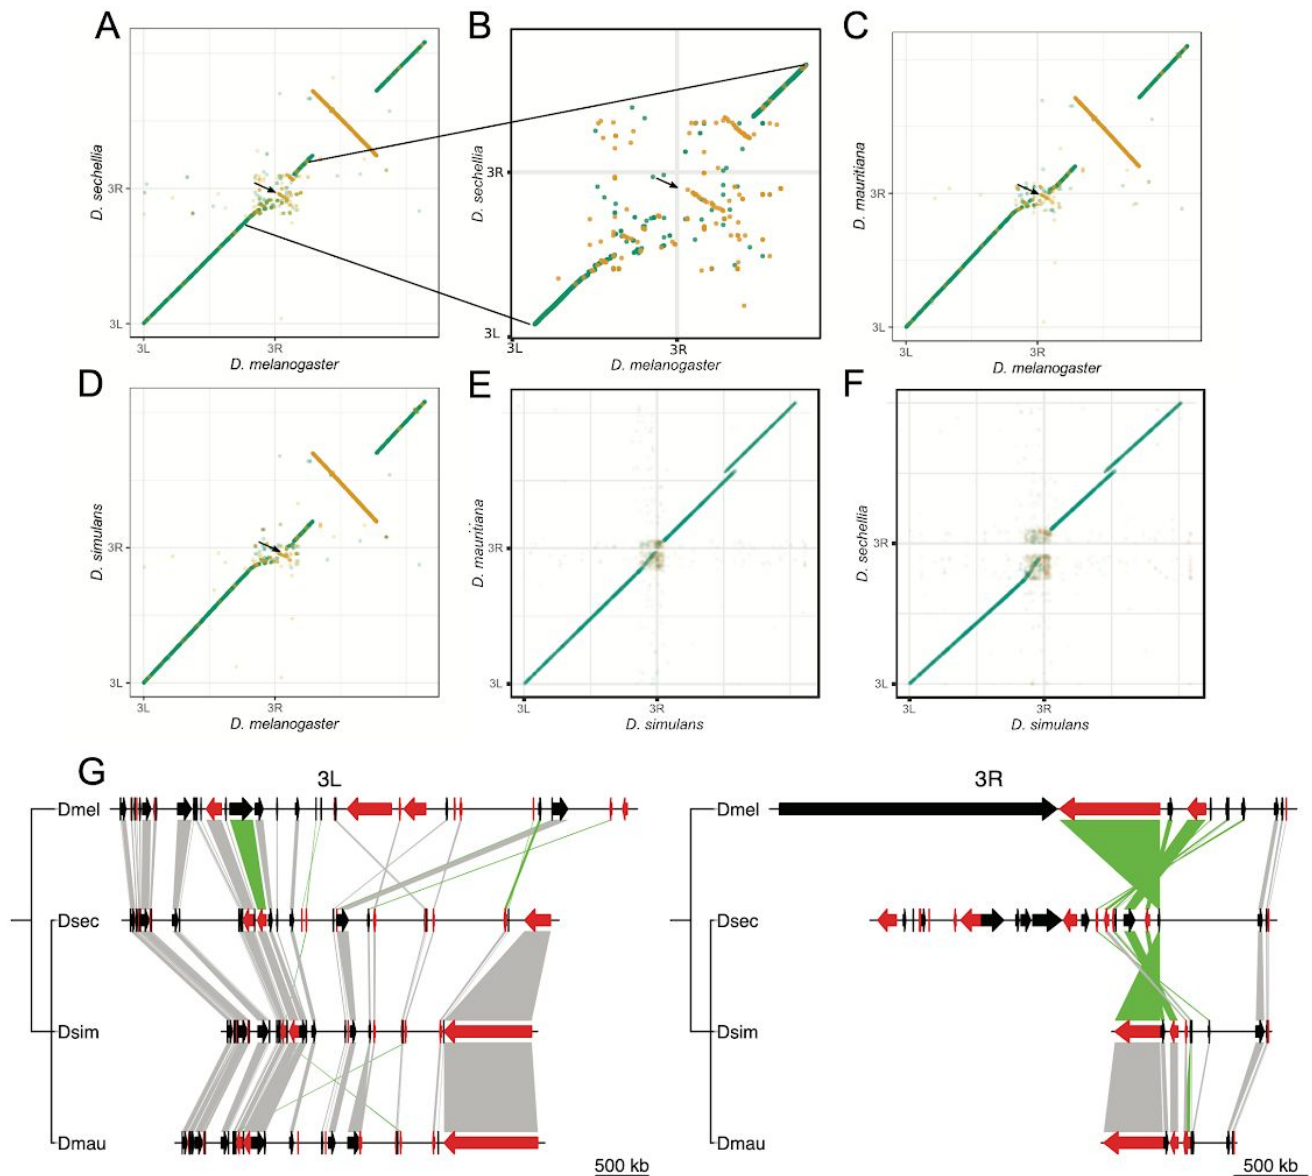 A
B
C
D. sechellia
3R
3L
3L
3R
D. melanogaster
D. sechellia
3R
3L
3L
3R
D. melanogaster
D. mauritiana
3R
3L
3L
3R
D. melanogaster
D
E
F
D. simulans
3R
3L
3L
3R
D. melanogaster
D. mauritiana
3R
3L
3L
3R
D. simulans
D. sechellia
3R
3L
3L
3R
D. simulans
G
3L
3R
Dmel
Dmel
Dsec
Dsec
Dsim
Dsim
Dmau
Dmau
500 kb
500 kb